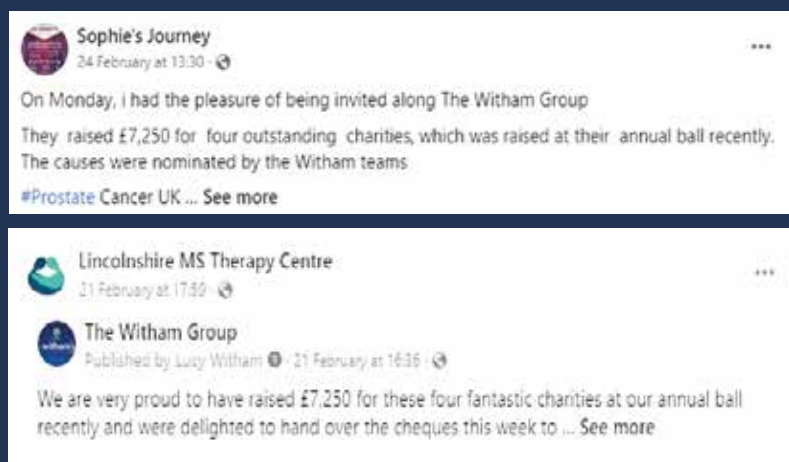 Sophie's Journey
24 February at 13:30 ·
On Monday, i had the pleasure of being invited along The Witham Group
They raised £7,250 for four outstanding charities, which was raised at their annual ball recently.
The causes were nominated by the Witham teams
#Prostate Cancer UK ... See more
Lincolnshire MS Therapy Centre
21 February at 17:59 ·
The Witham Group
Published by Lucy Witham · 21 February at 16:36 ·
We are very proud to have raised £7.250 for these four fantastic charities at our annual ball
recently and were delighted to hand over the cheques this week to ... See more